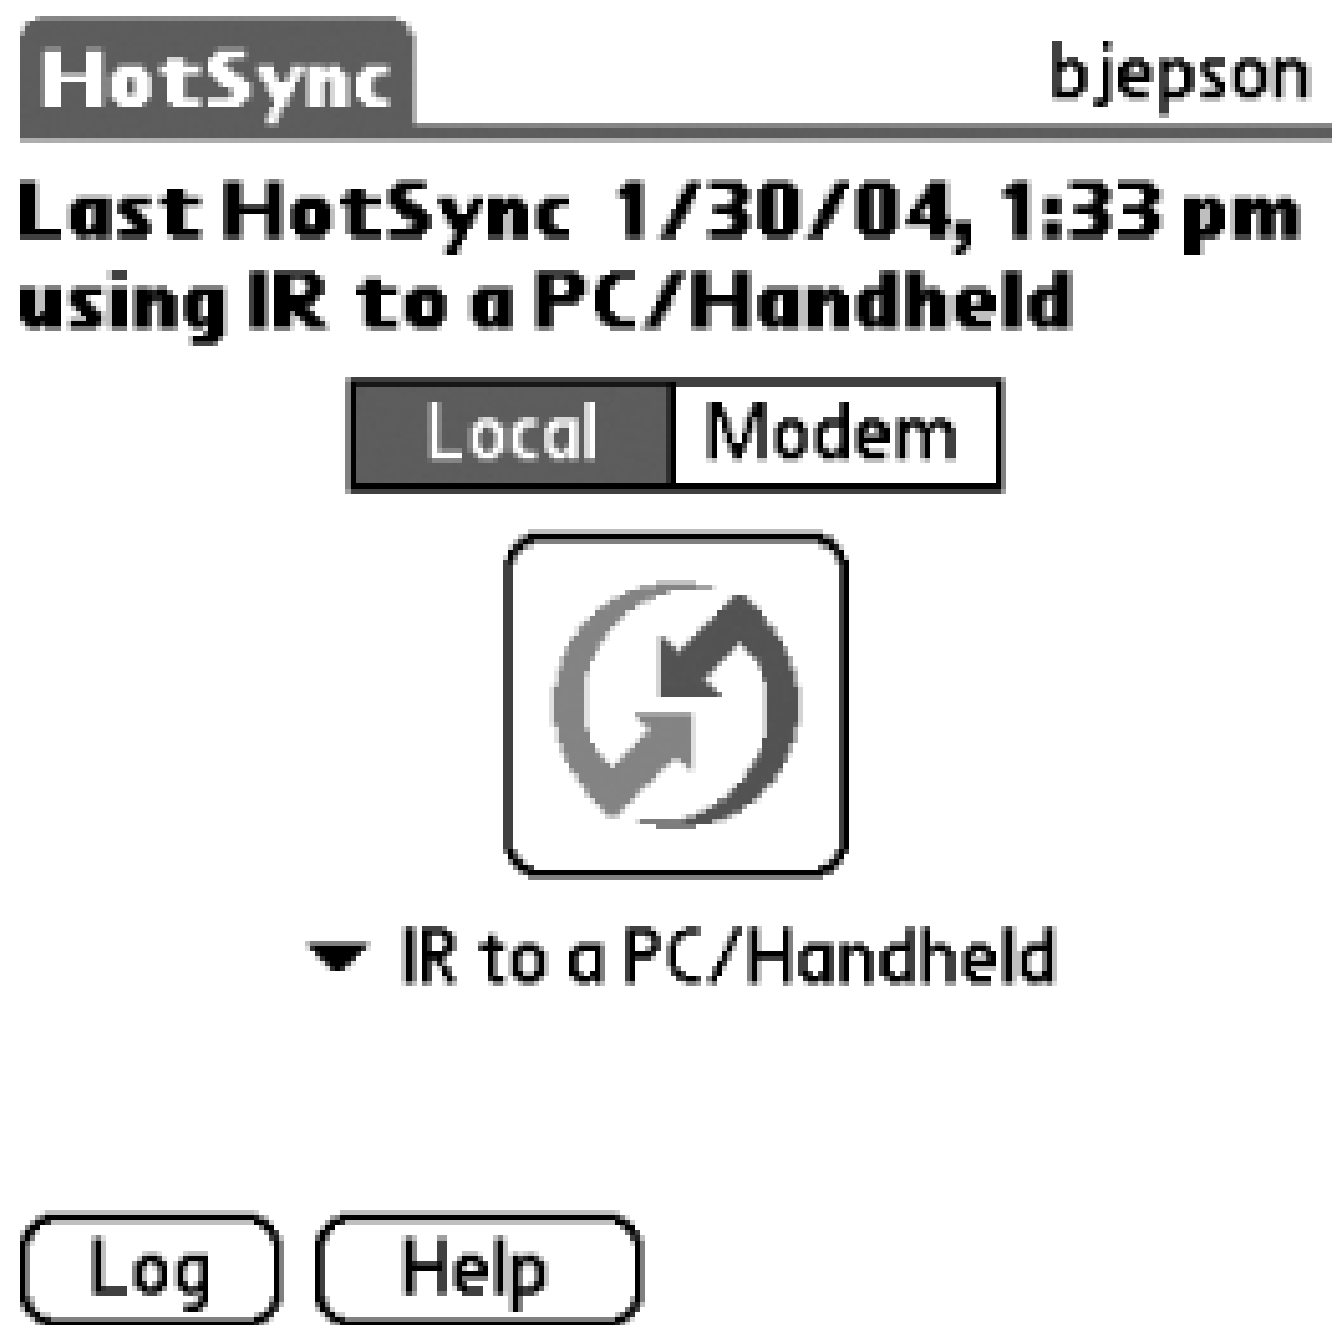 HotSync
bjepson
Last HotSync 1/30/04, 1:33 pm
using IR to a PC/Handheld
Local
Modem
IR to a PC/Handheld
Log
Help